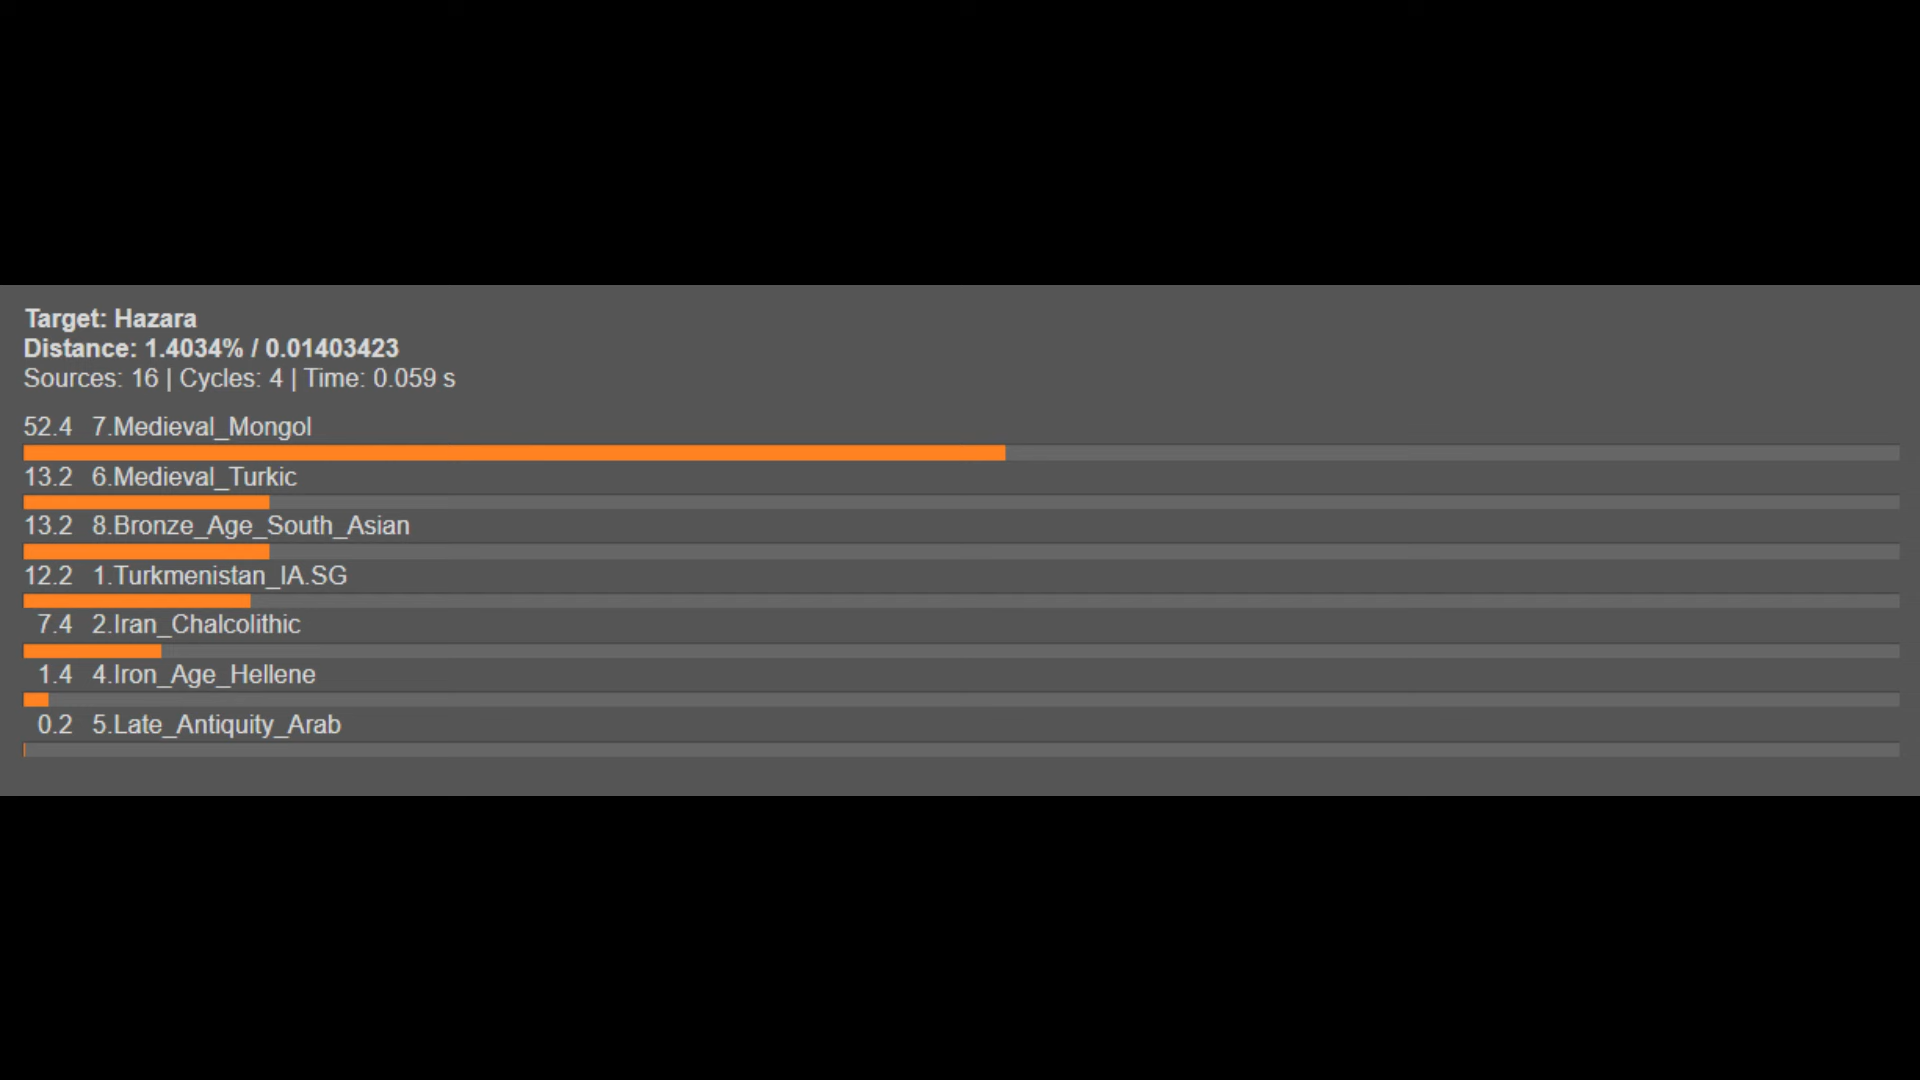 Target: Hazara
Distance: 1.4034% / 0.01403423
Sources: 16 | Cycles: 4 | Time: 0.059 s
52.4 7.Medieval_Mongol
13.2 6.Medieval_Turkic
13.2 8.Bronze_Age_South_Asian
12.2 1.Turkmenistan_IA.SG
7.4 2.Iran_Chalcolithic
1.4 4.Iron_Age_Hellene
0.2 5.Late_Antiquity_Arab